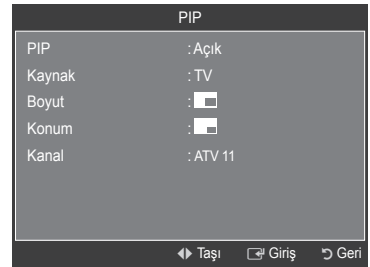 PIP
PIP : Açık
Kaynak : TV
Boyut :
Konum :
Kanal : ATV 11
Taşı Giriş Geri